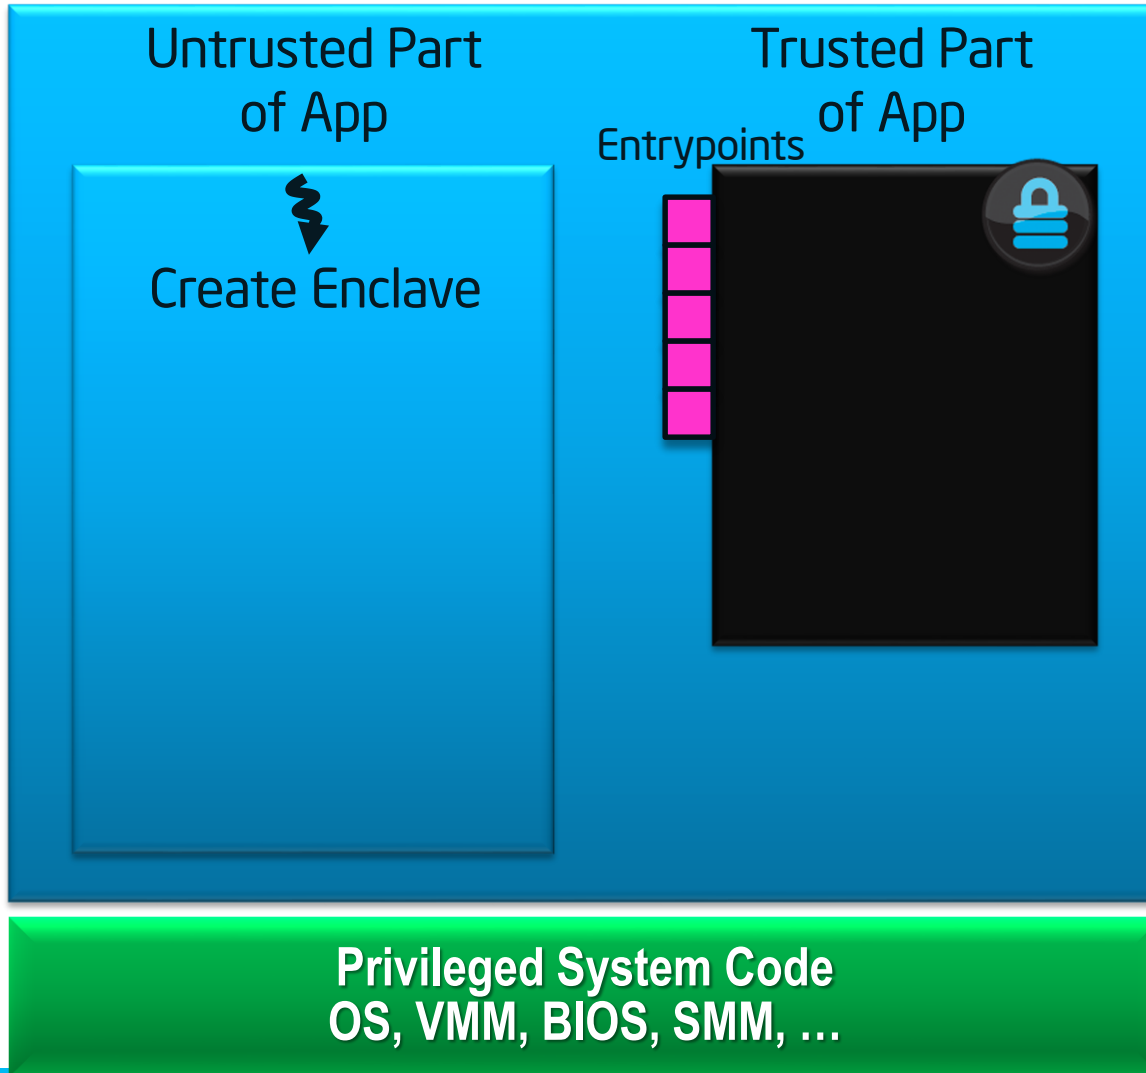 Untrusted Part
of App
Trusted Part
of App
Entrypoints
Create Enclave
Privileged System Code
OS, VMM, BIOS, SMM, …